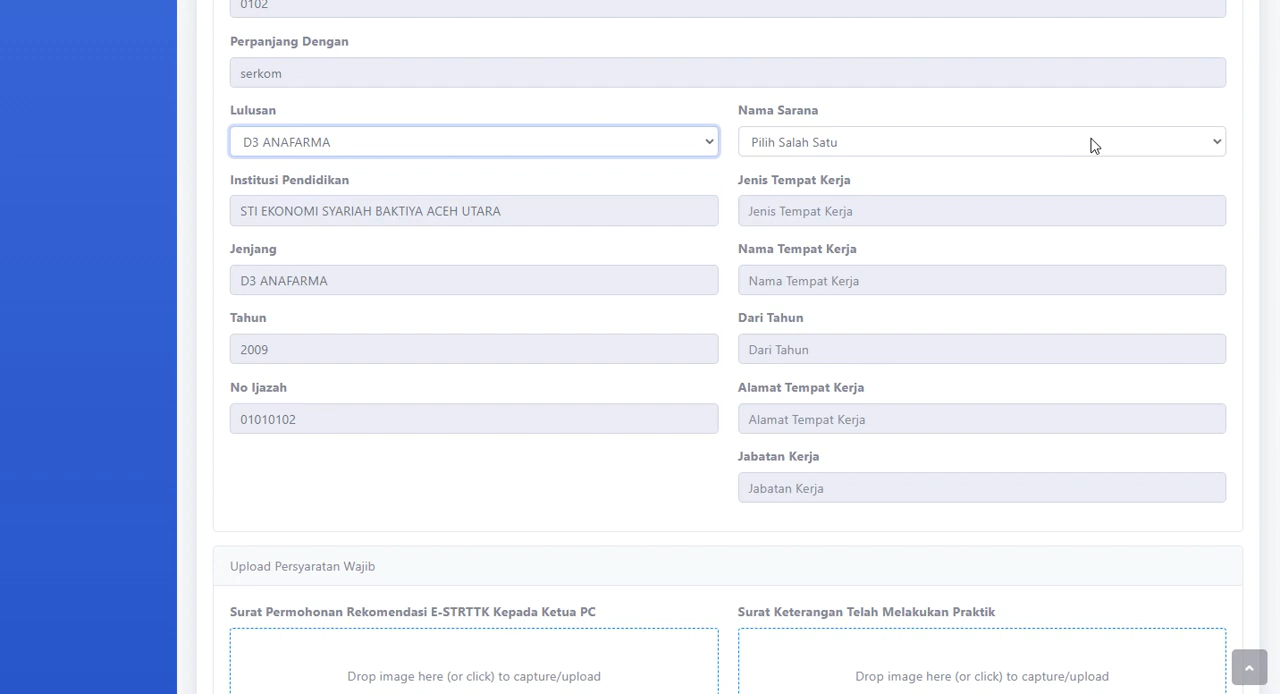 0102
Perpanjang Dengan
serkom
Lulusan
D3 ANAFARMA
Nama Sarana
Pilih Salah Satu
Institusi Pendidikan
STI EKONOMI SYARIAH BAKTIYA ACEH UTARA
Jenis Tempat Kerja
Jenis Tempat Kerja
Jenjang
D3 ANAFARMA
Nama Tempat Kerja
Nama Tempat Kerja
Tahun
2009
Dari Tahun
Dari Tahun
No Ijazah
01010102
Alamat Tempat Kerja
Alamat Tempat Kerja
Jabatan Kerja
Jabatan Kerja
Upload Persyaratan Wajib
Surat Permohonan Rekomendasi E-STRTTK Kepada Ketua PC
Drop image here (or click) to capture/upload
Surat Keterangan Telah Melakukan Praktik
Drop image here (or click) to capture/upload